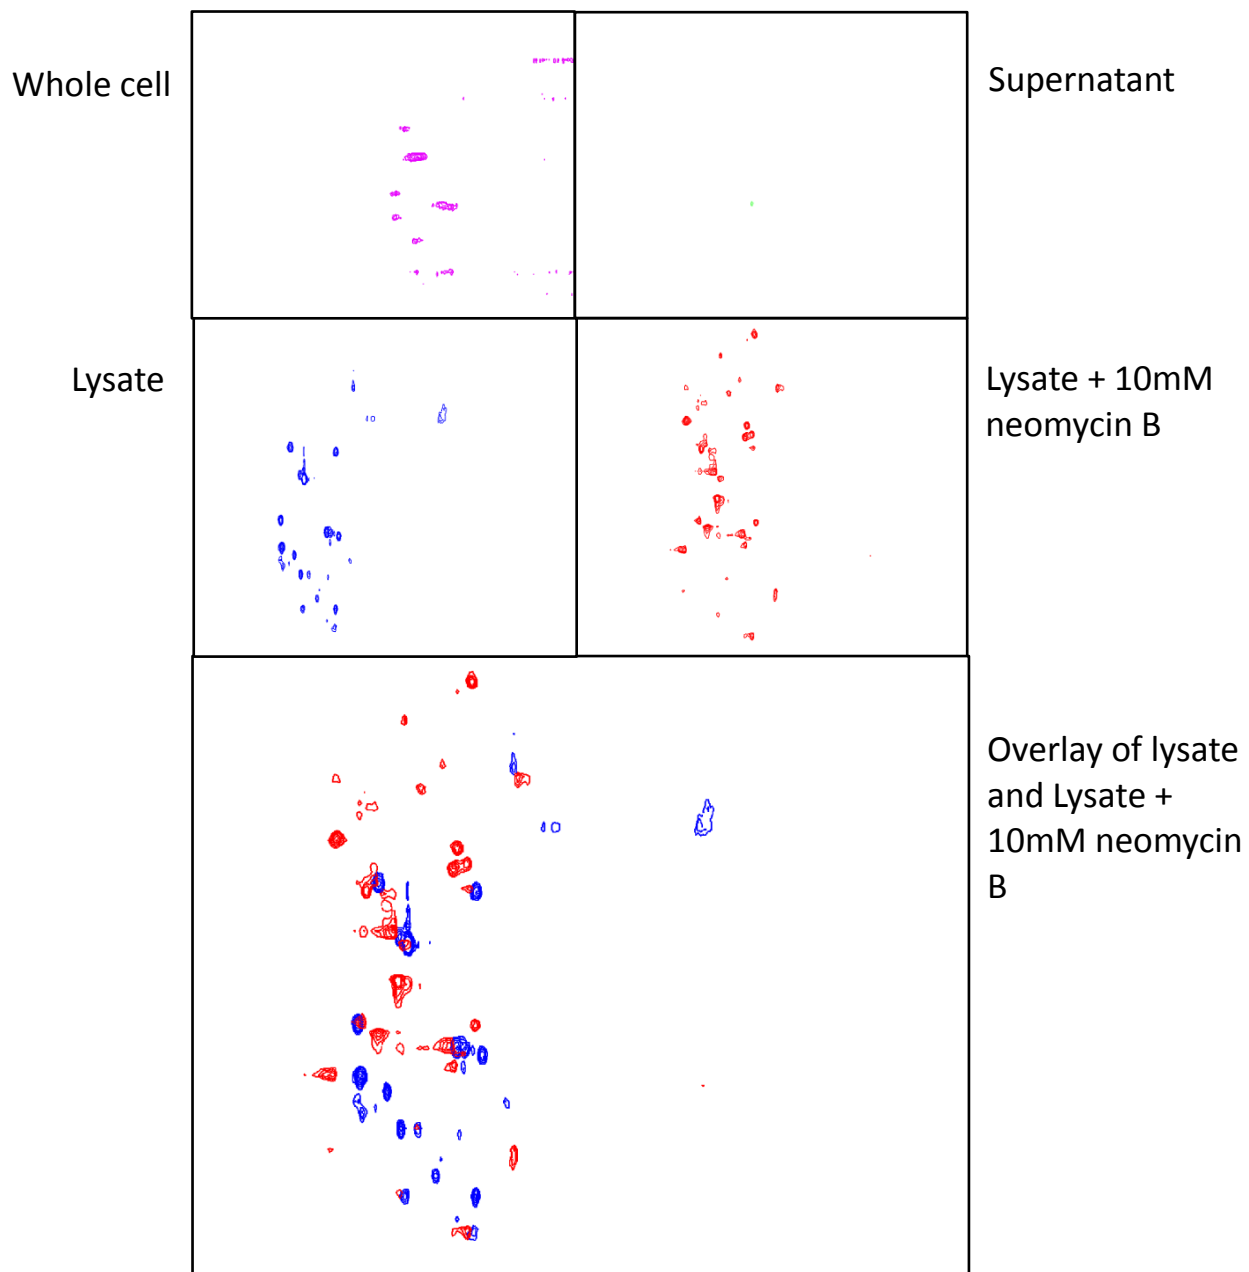 Whole cell
Supernatant
Lysate
Lysate + 10mM
neomycin B
Overlay of lysate
and Lysate +
10mM neomycin
B